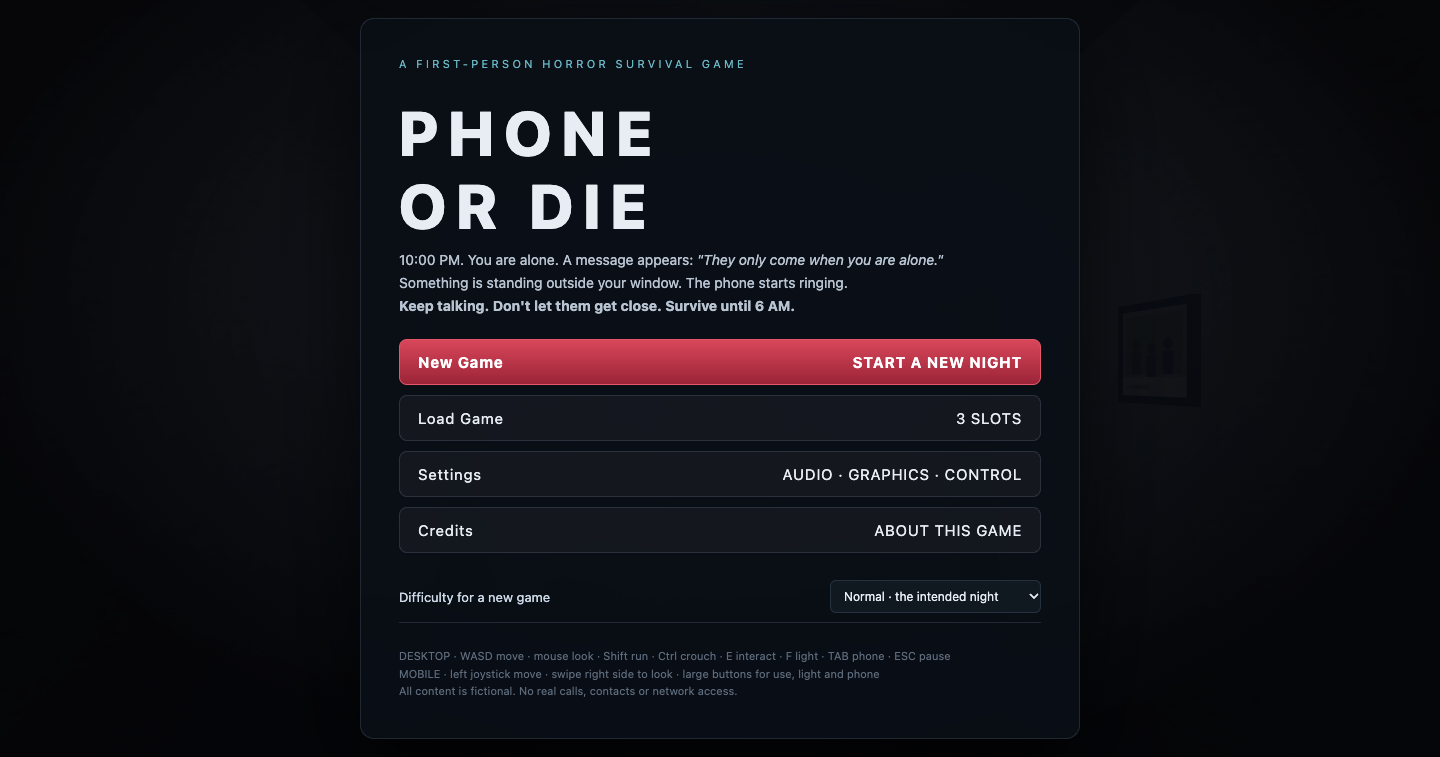 A FIRST-PERSON HORROR SURVIVAL GAME
PHONE
OR DIE
10:00 PM. You are alone. A message appears: "They only come when you are alone."
Something is standing outside your window. The phone starts ringing.
Keep talking. Don't let them get close. Survive until 6 AM.
New Game START A NEW NIGHT
Load Game 3 SLOTS
Settings AUDIO · GRAPHICS · CONTROL
Credits ABOUT THIS GAME
Difficulty for a new game Normal · the intended night
DESKTOP · WASD move · mouse look · Shift run · Ctrl crouch · E interact · F light · TAB phone · ESC pause
MOBILE · left joystick move · swipe right side to look · large buttons for use, light and phone
All content is fictional. No real calls, contacts or network access.